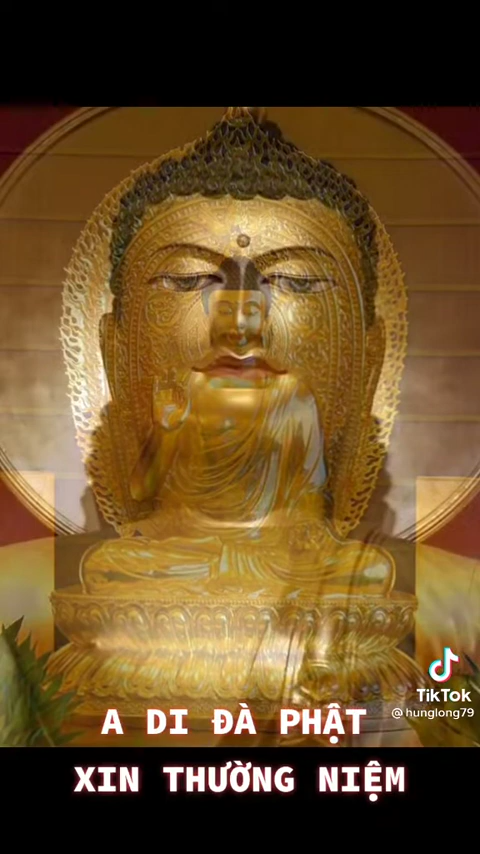 TikTok
@hunglong79
A DI ĐÀ PHẬT
XIN THƯỜNG NIỆM